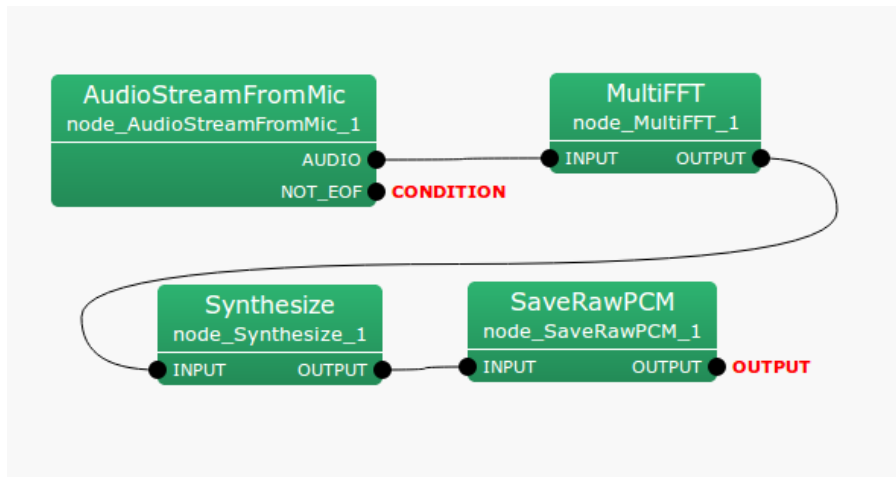 AudioStreamFromMic
node_AudioStreamFromMic_1
AUDIO
NOT_EOF CONDITION
MultiFFT
node_MultiFFT_1
INPUT OUTPUT
Synthesize
node_Synthesize_1
INPUT OUTPUT
SaveRawPCM
node_SaveRawPCM_1
INPUT OUTPUT OUTPUT